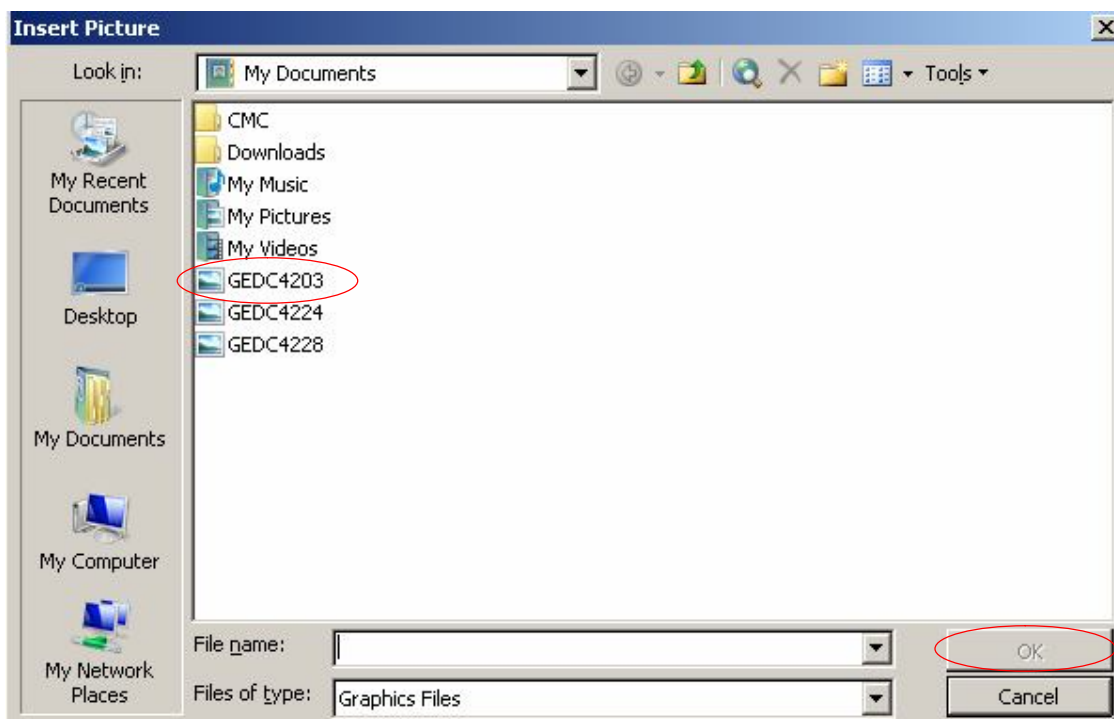 Insert Picture
Look in:
My Documents
Tools
My Recent
Documents
Desktop
My Documents
My Computer
My Network
Places
CMC
Downloads
My Music
My Pictures
My Videos
GEDC4203
GEDC4224
GEDC4228
File name:
OK
Files of type:
Graphics Files
Cancel